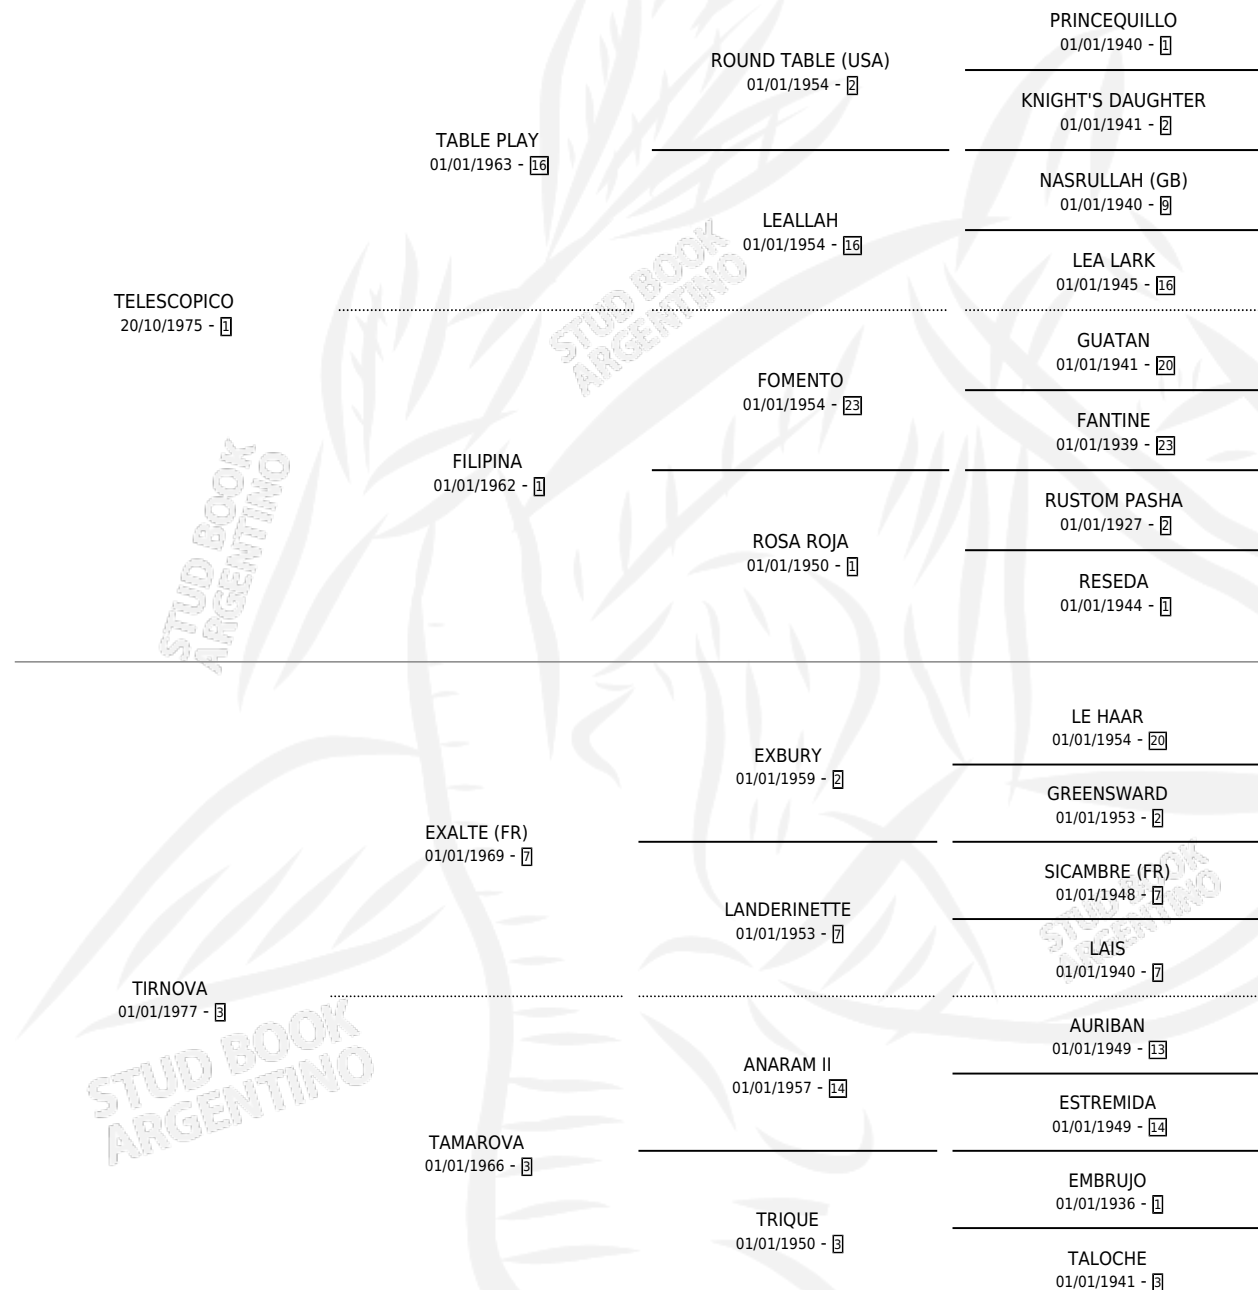 PRINCEQUILLO
01/01/1940 - 1
ROUND TABLE (USA)
01/01/1954 - 2
KNIGHT'S DAUGHTER
01/01/1941 - 2
TABLE PLAY
01/01/1963 - 16
NASRULLAH (GB)
01/01/1940 - 9
LEALLAH
01/01/1954 - 16
LEA LARK
01/01/1945 - 16
TELESCOPICO
20/10/1975 - 1
GUATAN
01/01/1941 - 20
FOMENTO
01/01/1954 - 23
FANTINE
01/01/1939 - 23
FILIPINA
01/01/1962 - 1
RUSTOM PASHA
01/01/1927 - 2
ROSA ROJA
01/01/1950 - 1
RESEDA
01/01/1944 - 1
LE HAAR
01/01/1954 - 20
EXBURY
01/01/1959 - 2
GREENSWARD
01/01/1953 - 2
EXALTE (FR)
01/01/1969 - 7
SICAMBRE (FR)
01/01/1948 - 7
LANDERINETTE
01/01/1953 - 7
LAIS
01/01/1940 - 7
TIRNOVA
01/01/1977 - 3
AURIBAN
01/01/1949 - 13
ANARAM II
01/01/1957 - 14
ESTREMIDA
01/01/1949 - 14
TAMAROVA
01/01/1966 - 3
EMBRUJO
01/01/1936 - 1
TRIQUE
01/01/1950 - 3
TALOCHE
01/01/1941 - 3
STUD BOOK
ARGENTINO
STUD BOOK
ARGENTINO
STUD BOOK
ARGENTINO
STUD BOOK
ARGENTINO